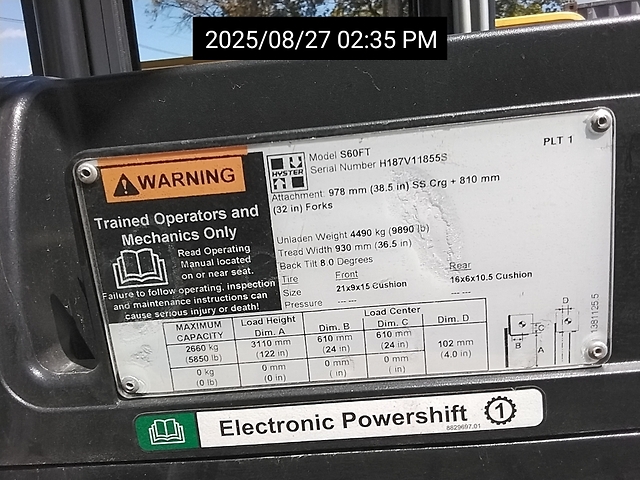 2025/08/27 02:35 PM
PLT 1
WARNING
Trained Operators and
Mechanics Only
Read Operating
Manual located
on or near seat.
Failure to follow operating, inspection
and maintenance instructions can
cause serious injury or death!
HYSTER
Model S60FT
Serial Number H187V11855S
Attachment 978 mm (38.5 in) SS Crg + 810 mm
(32 in) Forks
Unladen Weight 4490 kg (9890 lb)
Tread Width 930 mm (36.5 in)
Back Tilt 8.0 Degrees
Tire Front Rear
Size 21x9x15 Cushion 16x6x10.5 Cushion
Pressure --- --- --- ---
MAXIMUM CAPACITY Load Height Dim. A Load Center Dim. B Dim. C Dim. D
2660 kg 3110 mm 610 mm 610 mm 102 mm
(5850 lb) (122 in) (24 in) (24 in) (4.0 in)
0 kg 0 mm 0 mm 0 mm
(0 lb) (0 in) (0 in) (0 in)
D
C
B
A
1381125.5
Electronic Powershift 1
8629697.01